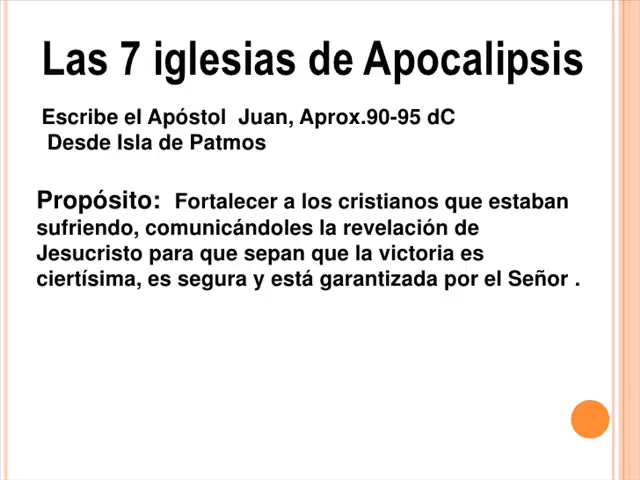 Las 7 iglesias de Apocalipsis
Escribe el Apóstol Juan, Aprox.90-95 dC
Desde Isla de Patmos
Propósito: Fortalecer a los cristianos que estaban
sufriendo, comunicándoles la revelación de
Jesucristo para que sepan que la victoria es
ciertísima, es segura y está garantizada por el Señor .